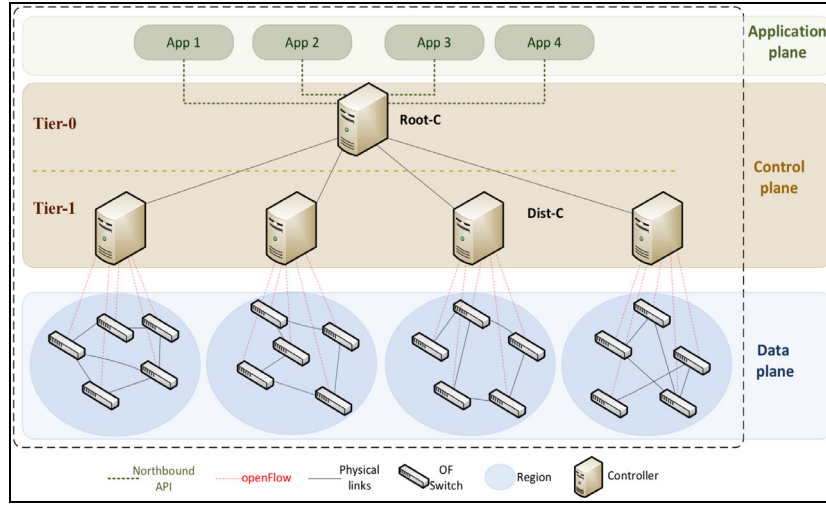 App 1
App 2
App 3
App 4
Application
plane
Tier-0
Root-C
Control
plane
Tier-1
Dist-C
Data
plane
Northbound
API
openFlow
Physical
links
OF
Switch
Region
Controller